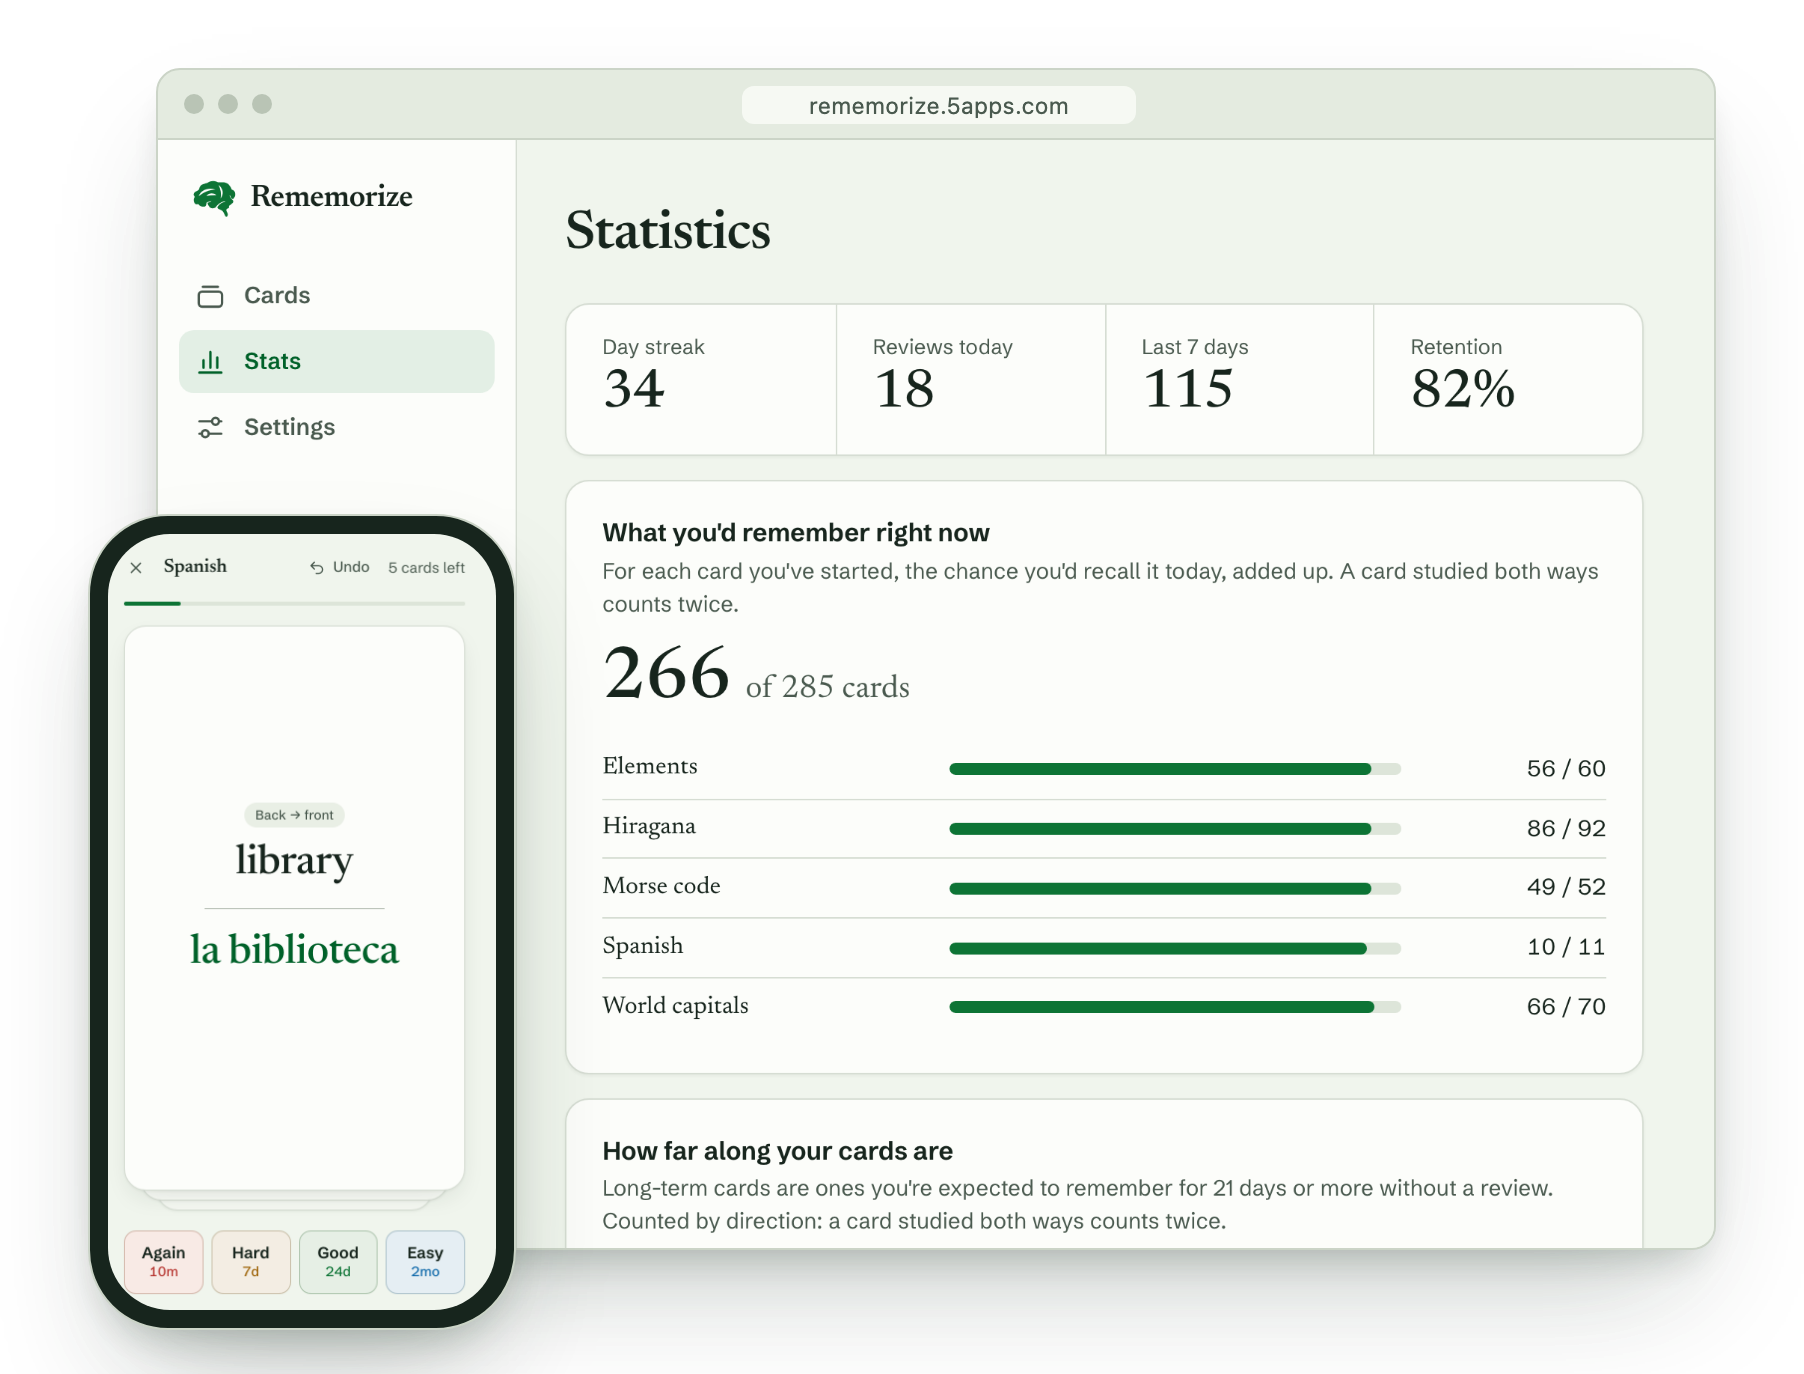 rememorize.5apps.com
Rememorize
Cards
Stats
Settings
Statistics
Day streak
34
Reviews today
18
Last 7 days
115
Retention
82%
What you'd remember right now
For each card you've started, the chance you'd recall it today, added up. A card studied both ways
counts twice.
266 of 285 cards
Elements 56 / 60
Hiragana 86 / 92
Morse code 49 / 52
Spanish 10 / 11
World capitals 66 / 70
How far along your cards are
Long-term cards are ones you're expected to remember for 21 days or more without a review.
Counted by direction: a card studied both ways counts twice.
Spanish Undo 5 cards left
Back → front
library
la biblioteca
Again Hard Good Easy
10m 7d 24d 2mo